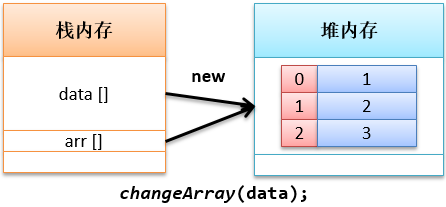 栈内存
堆内存
data []
new
0 1
1 2
2 3
arr []
changeArray(data);